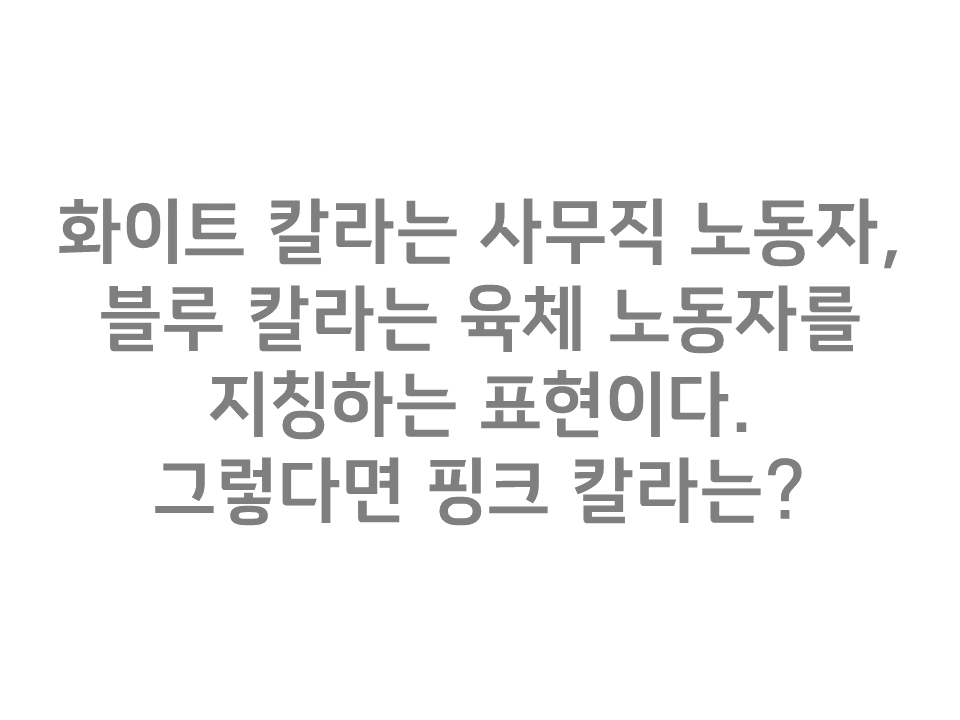 화이트 칼라는 사무직 노동자,
블루 칼라는 육체 노동자를
지칭하는 표현이다.
그렇다면 핑크 칼라는?